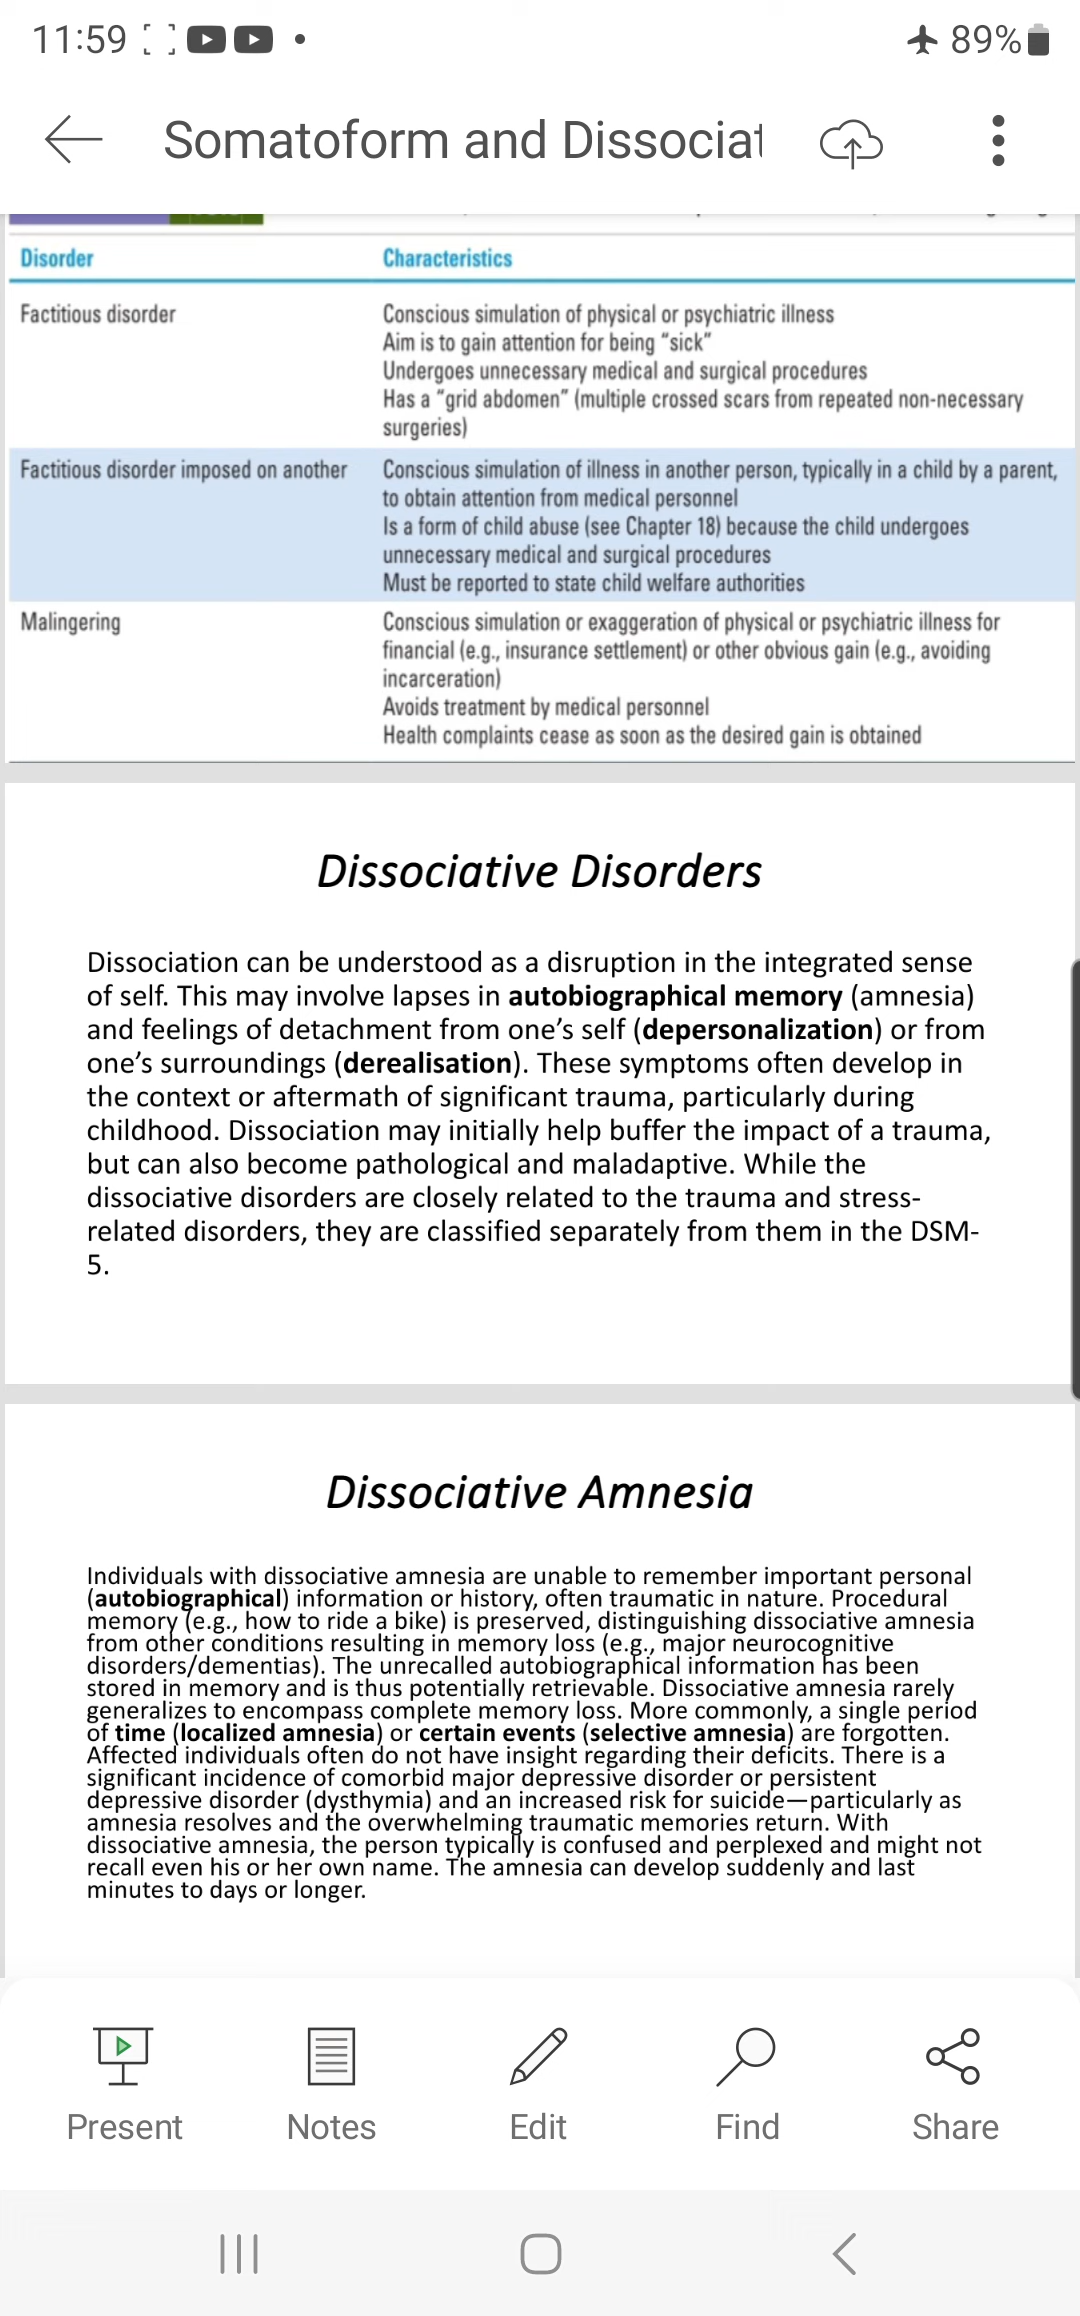 11:59
89%
Somatoform and Dissociat
Disorder Characteristics
Factitious disorder Conscious simulation of physical or psychiatric illness
Aim is to gain attention for being “sick”
Undergoes unnecessary medical and surgical procedures
Has a “grid abdomen” (multiple crossed scars from repeated non-necessary
surgeries)
Factitious disorder imposed on another Conscious simulation of illness in another person, typically in a child by a parent,
to obtain attention from medical personnel
Is a form of child abuse (see Chapter 18) because the child undergoes
unnecessary medical and surgical procedures
Must be reported to state child welfare authorities
Malingering Conscious simulation or exaggeration of physical or psychiatric illness for
financial (e.g., insurance settlement) or other obvious gain (e.g., avoiding
incarceration)
Avoids treatment by medical personnel
Health complaints cease as soon as the desired gain is obtained
Dissociative Disorders
Dissociation can be understood as a disruption in the integrated sense
of self. This may involve lapses in autobiographical memory (amnesia)
and feelings of detachment from one’s self (depersonalization) or from
one’s surroundings (derealisation). These symptoms often develop in
the context or aftermath of significant trauma, particularly during
childhood. Dissociation may initially help buffer the impact of a trauma,
but can also become pathological and maladaptive. While the
dissociative disorders are closely related to the trauma and stress-
related disorders, they are classified separately from them in the DSM-
5.
Dissociative Amnesia
Individuals with dissociative amnesia are unable to remember important personal
(autobiographical) information or history, often traumatic in nature. Procedural
memory (e.g., how to ride a bike) is preserved, distinguishing dissociative amnesia
from other conditions resulting in memory loss (e.g., major neurocognitive
disorders/dementias). The unrecalled autobiographical information has been
stored in memory and is thus potentially retrievable. Dissociative amnesia rarely
generalizes to encompass complete memory loss. More commonly, a single period
of time (localized amnesia) or certain events (selective amnesia) are forgotten.
Affected individuals often do not have insight regarding their deficits. There is a
significant incidence of comorbid major depressive disorder or persistent
depressive disorder (dysthymia) and an increased risk for suicide—particularly as
amnesia resolves and the overwhelming traumatic memories return. With
dissociative amnesia, the person typically is confused and perplexed and might not
recall even his or her own name. The amnesia can develop suddenly and last
minutes to days or longer.
Present Notes Edit Find Share